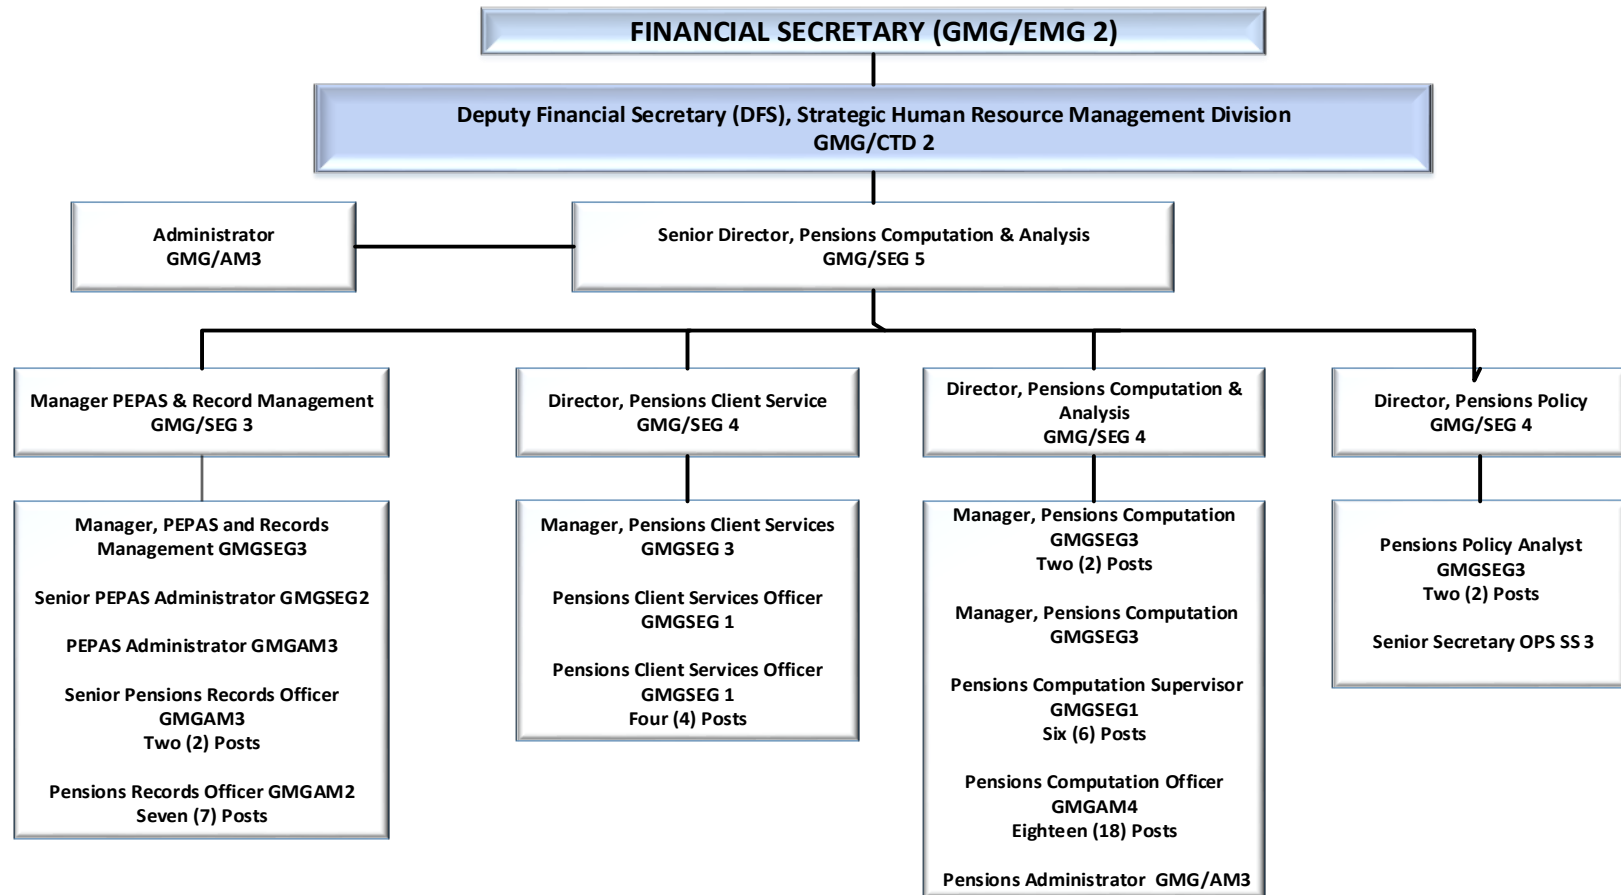 FINANCIAL SECRETARY (GMG/EMG 2)
Deputy Financial Secretary (DFS), Strategic Human Resource Management Division
GMG/CTD 2
Administrator
GMG/AM3
Senior Director, Pensions Computation & Analysis
GMG/SEG 5
Manager PEPAS & Record Management
GMG/SEG 3
Director, Pensions Client Service
GMG/SEG 4
Director, Pensions Computation &
Analysis
GMG/SEG 4
Director, Pensions Policy
GMG/SEG 4
Manager, PEPAS and Records
Management GMGSEG3
Senior PEPAS Administrator GMGSEG2
PEPAS Administrator GMGAM3
Senior Pensions Records Officer
GMGAM3
Two (2) Posts
Pensions Records Officer GMGAM2
Seven (7) Posts
Manager, Pensions Client Services
GMGSEG 3
Pensions Client Services Officer
GMGSEG 1
Pensions Client Services Officer
GMGSEG 1
Four (4) Posts
Manager, Pensions Computation
GMGSEG3
Two (2) Posts
Manager, Pensions Computation
GMGSEG3
Pensions Computation Supervisor
GMGSEG1
Six (6) Posts
Pensions Computation Officer
GMGAM4
Eighteen (18) Posts
Pensions Administrator GMG/AM3
Pensions Policy Analyst
GMGSEG3
Two (2) Posts
Senior Secretary OPS SS 3